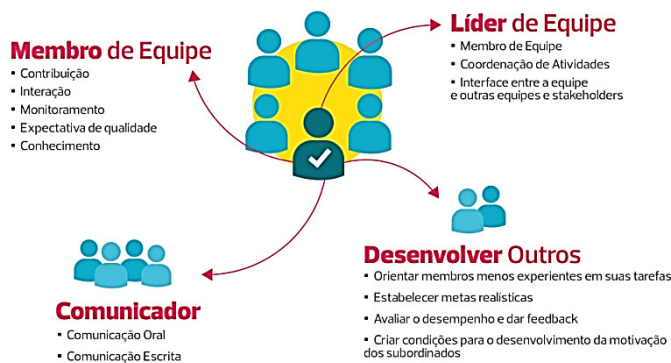 Membro de Equipe
▪ Contribuição
▪ Interação
▪ Monitoramento
▪ Expectativa de qualidade
▪ Conhecimento
Líder de Equipe
▪ Membro de Equipe
▪ Coordenação de Atividades
▪ Interface entre a equipe
e outras equipes e stakeholders
Comunicador
▪ Comunicação Oral
▪ Comunicação Escrita
Desenvolver Outros
▪ Orientar membros menos experientes em suas tarefas
▪ Estabelecer metas realísticas
▪ Avaliar o desempenho e dar feedback
▪ Criar condições para o desenvolvimento da motivação
dos subordinados